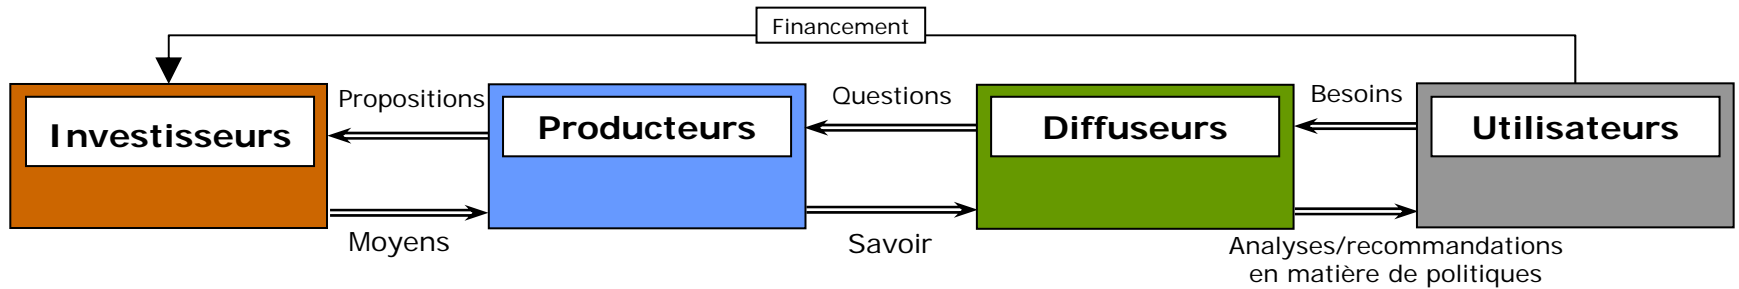 Financement
Propositions
Questions
Besoins
Investisseurs
Producteurs
Diffuseurs
Utilisateurs
Moyens
Savoir
Analyses/recommandations
en matière de politiques